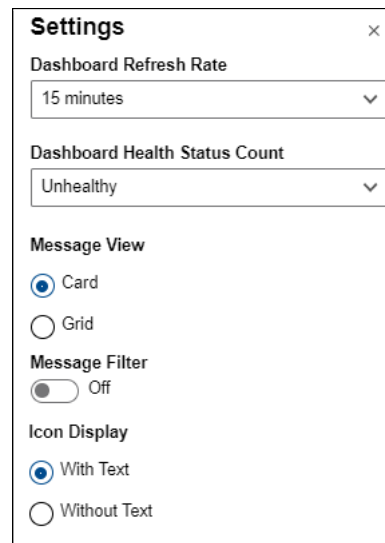 Settings
Dashboard Refresh Rate
15 minutes
Dashboard Health Status Count
Unhealthy
Message View
Card
Grid
Message Filter
Off
Icon Display
With Text
Without Text